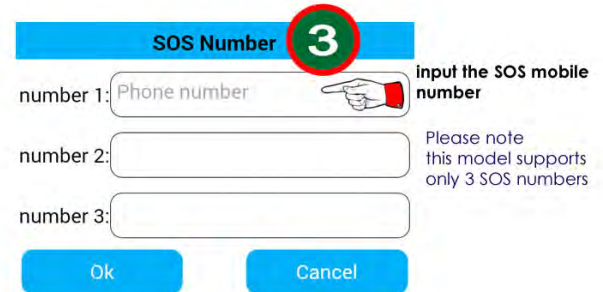 SOS Number
3
number 1:
Phone number
input the SOS mobile
number
number 2:
Please note
this model supports
only 3 SOS numbers
number 3:
Ok
Cancel